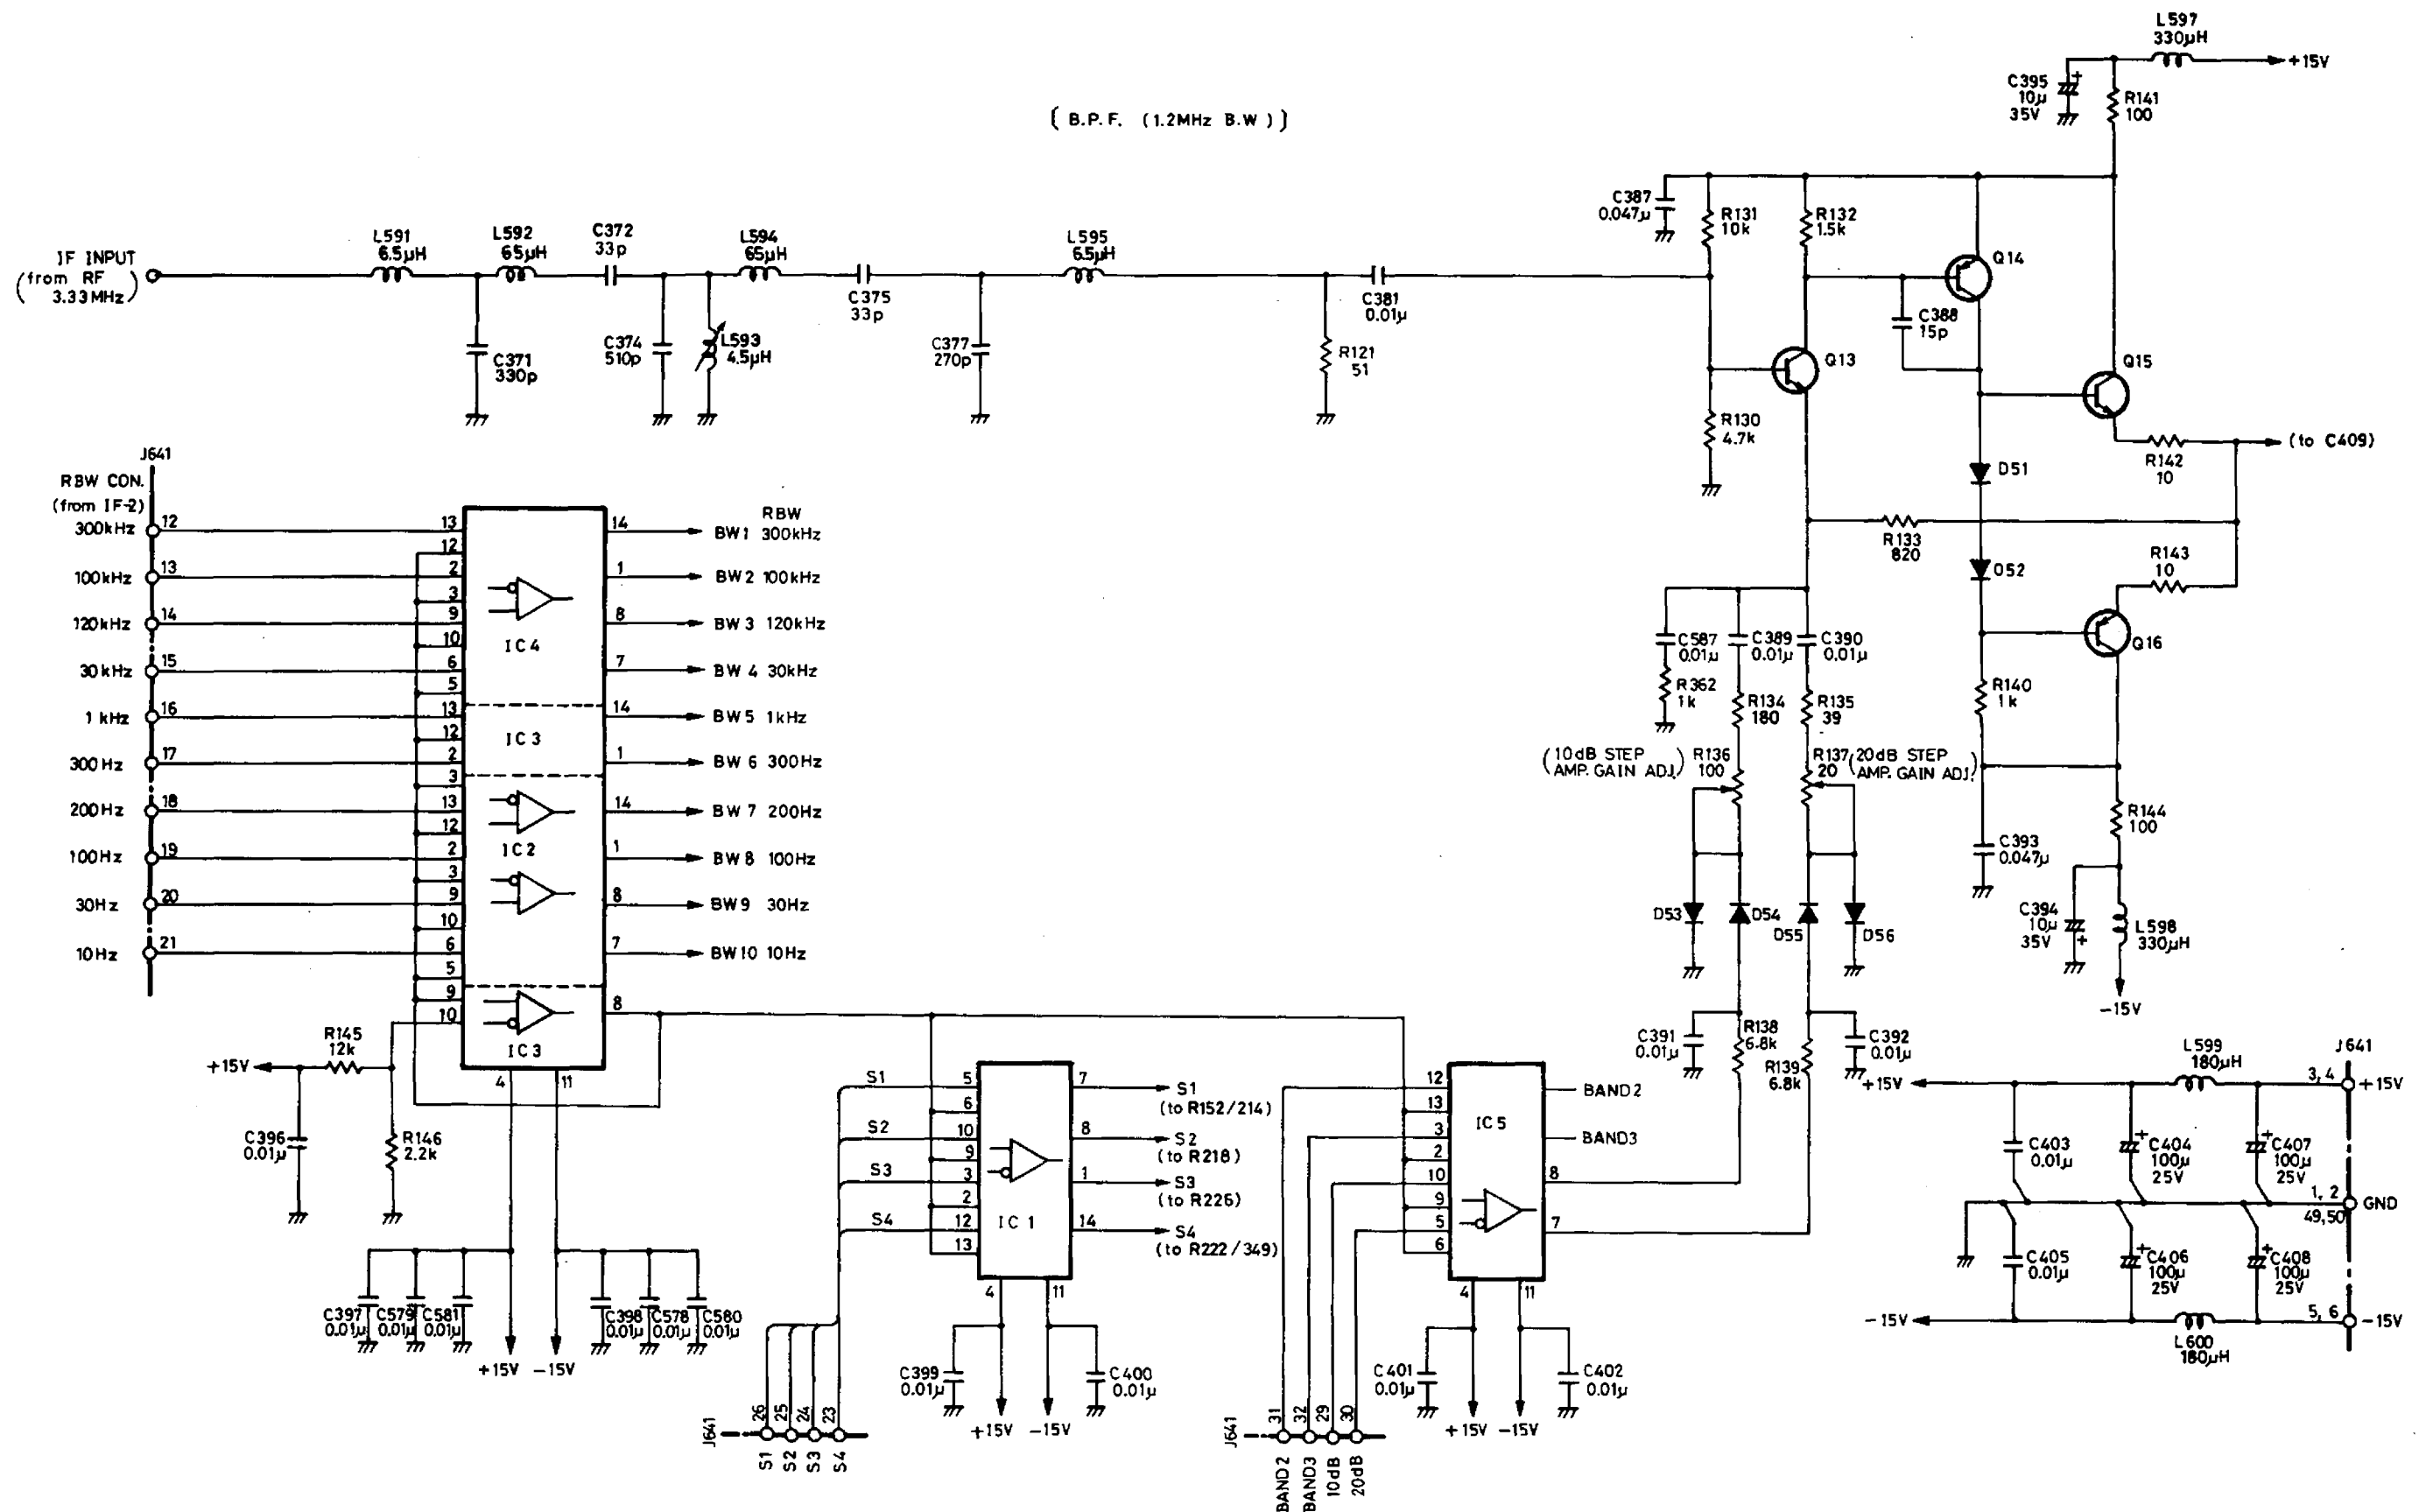 [ B.P.F. (1.2MHz B.W ) ]
L597
330µH
+15V
C395
10µ
35V
+
R141
100
IF INPUT
(from RF
3.33MHz)
L591
6.5µH
L592
65µH
C372
33p
L594
65µH
C375
33p
L595
6.5µH
C381
0.01µ
C371
330p
C374
510p
L593
4.5µH
C377
270p
R121
51
C387
0.047µ
R131
10k
R132
1.5k
Q14
C388
15p
Q13
Q15
R130
4.7k
R142
10
(to C409)
D51
R133
820
D52
R143
10
Q16
C587
0.01µ
C389
0.01µ
C390
0.01µ
R362
1k
R134
180
R135
39
R140
1k
(10dB STEP
AMP. GAIN ADJ.)
R136
100
R137
20
(20dB STEP
AMP. GAIN ADJ.)
R144
100
C393
0.047µ
D53
D54
D55
D56
C394
10µ
35V
+
L598
330µH
-15V
C391
0.01µ
R138
6.8k
R139
6.8k
C392
0.01µ
J641
RBW CON.
(from IF-2)
RBW
300kHz 12 13 14 BW1 300kHz
12
100kHz 13 2 1 BW2 100kHz
3
120kHz 14 9 8 BW3 120kHz
10 IC4
30kHz 15 6 7 BW4 30kHz
5
1kHz 16 13 14 BW5 1kHz
12 IC3
300Hz 17 2 1 BW6 300Hz
3
200Hz 18 13 14 BW7 200Hz
12
100Hz 19 2 IC2 1 BW8 100Hz
3
30Hz 20 9 8 BW9 30Hz
10
10Hz 21 6 7 BW10 10Hz
5
9 8
10
IC3
4 11
R145
12k
+15V
C396
0.01µ
R146
2.2k
C397
0.01µ
C579
0.01µ
C581
0.01µ
C398
0.01µ
C578
0.01µ
C580
0.01µ
+15V -15V
S1 5 7 S1
(to R152/214)
6
S2 10 8 S2
(to R218)
9
S3 3 1 S3
(to R226)
2
S4 12 IC1 14 S4
(to R222/349)
13
4 11
C399
0.01µ
C400
0.01µ
+15V -15V
J641
26 25 24 23
S1 S2 S3 S4
12 BAND2
13
IC5
3 BAND3
2
10 8
9
5 7
6
4 11
C401
0.01µ
C402
0.01µ
+15V -15V
J641
31 32 29 30
BAND2 BAND3 10dB 20dB
L599
180µH
J641
+15V
3,4
+15V
C403
0.01µ
+
C404
100µ
25V
+
C407
100µ
25V
1, 2
GND
49,50
C405
0.01µ
+
C406
100µ
25V
+
C408
100µ
25V
-15V
5, 6
-15V
L600
180µH